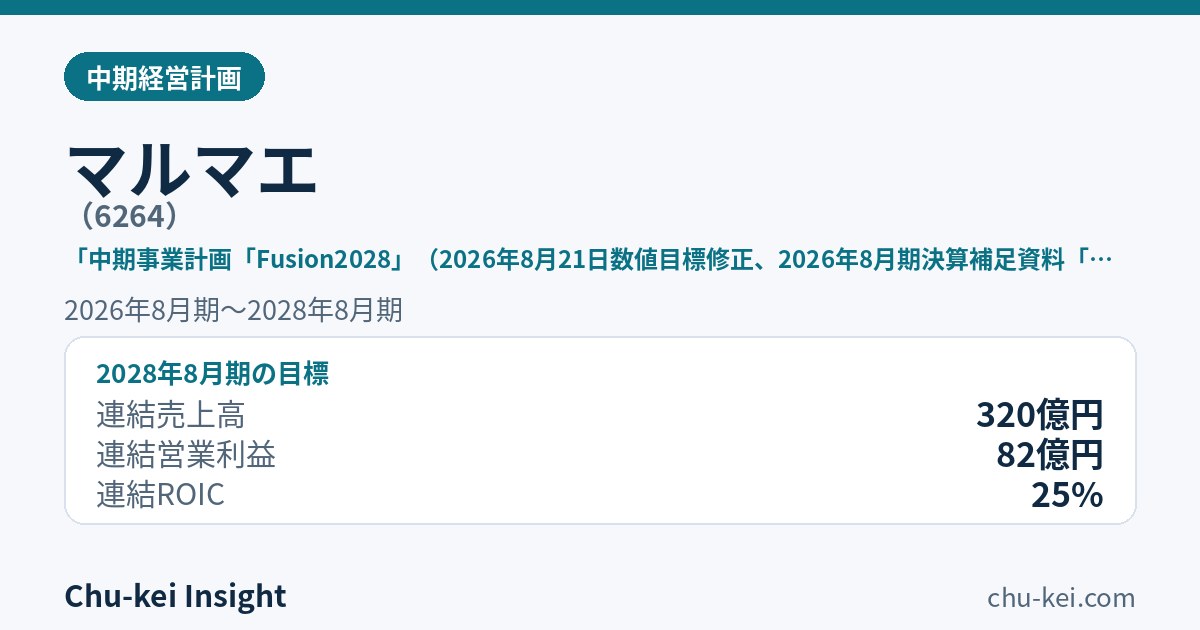 中期経営計画
マルマエ
（6264）
「中期事業計画「Fusion2028」（2026年8月21日数値目標修正、2026年8月期決算補足資料「…
2026年8月期～2028年8月期
2028年8月期の目標
連結売上高 320億円
連結営業利益 82億円
連結ROIC 25%
Chu-kei Insight chu-kei.com